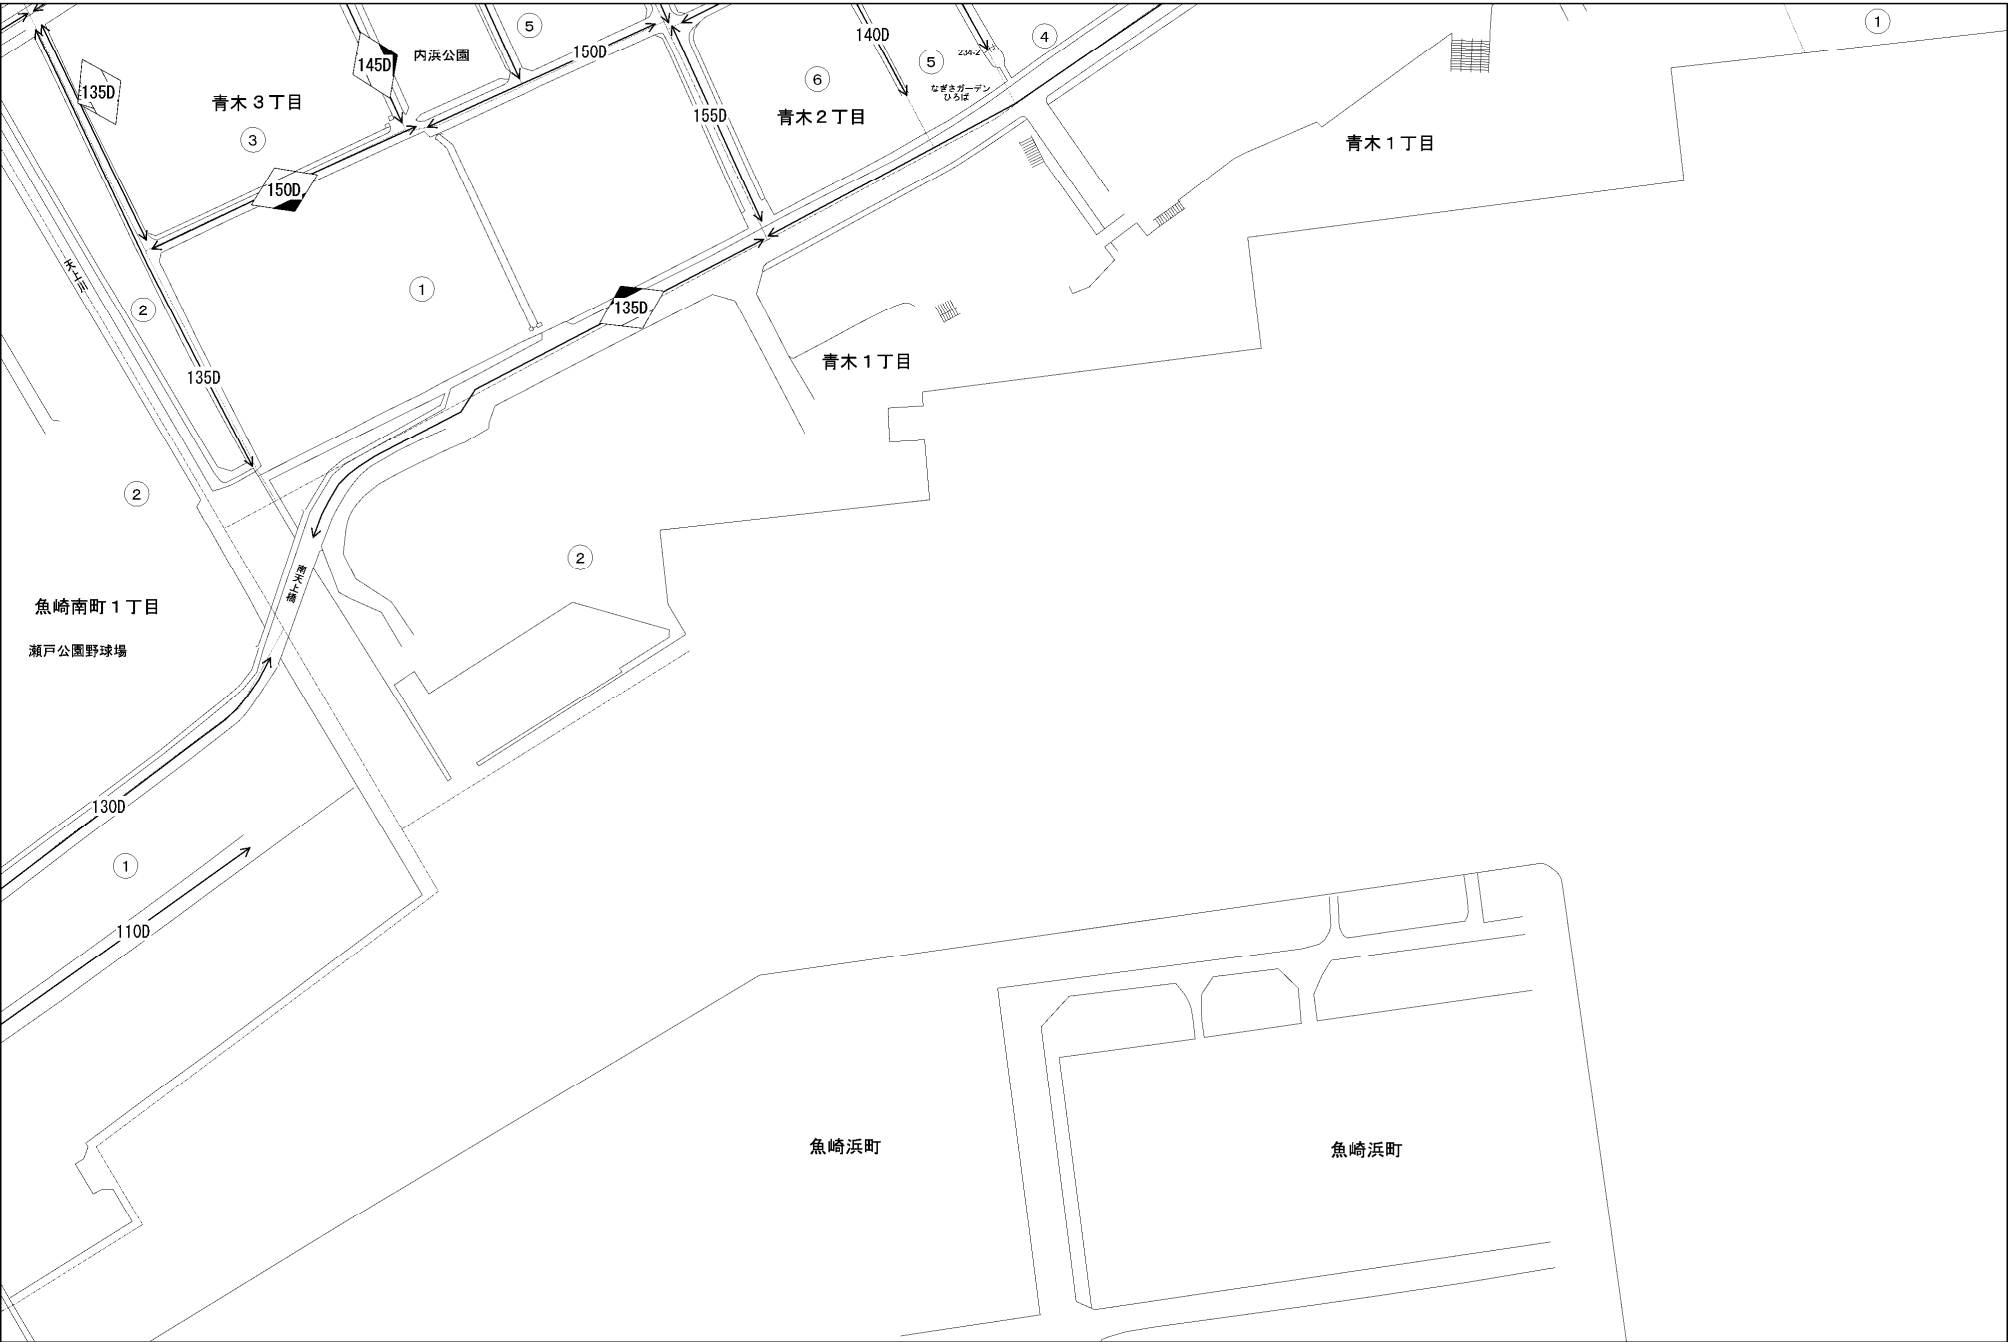 ①
⑤
140D
④
150D
234-2
内浜公園
145D
⑤
⑥
135D
なぎさガーデン
ひろば
青木３丁目
155D
青木２丁目
③
青木１丁目
150D
天上川
①
②
135D
青木１丁目
135D
②
②
南天上橋
魚崎南町１丁目
瀬戸公園野球場
130D
①
110D
魚崎浜町
魚崎浜町